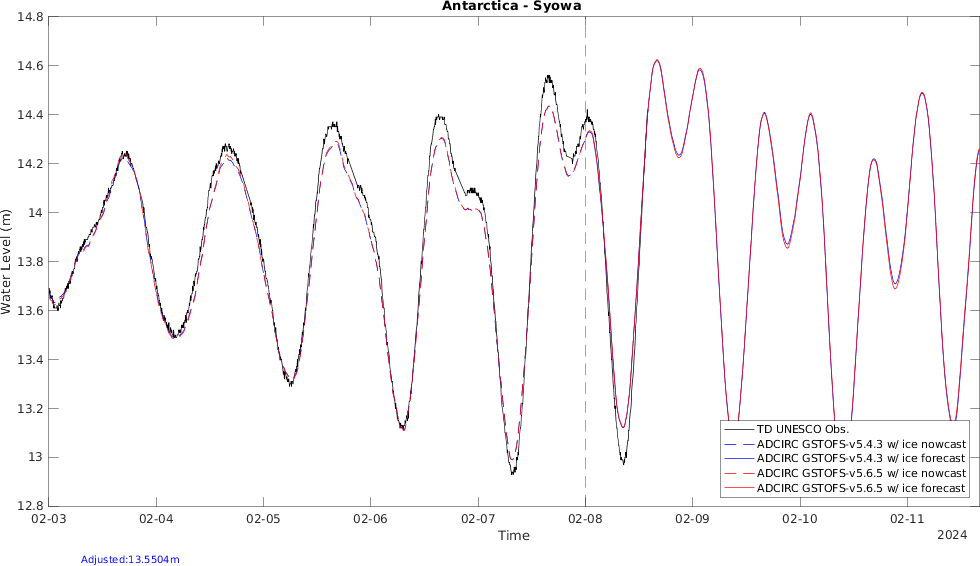 Antarctica - Syowa
14.8
14.6
14.4
14.2
14
13.8
13.6
13.4
13.2
13
12.8
Water Level (m)
TD UNESCO Obs.
ADCIRC GSTOFS-v5.4.3 w/ ice nowcast
ADCIRC GSTOFS-v5.4.3 w/ ice forecast
ADCIRC GSTOFS-v5.6.5 w/ ice nowcast
ADCIRC GSTOFS-v5.6.5 w/ ice forecast
02-03 02-04 02-05 02-06 02-07 02-08 02-09 02-10 02-11
Time
2024
Adjusted:13.5504m